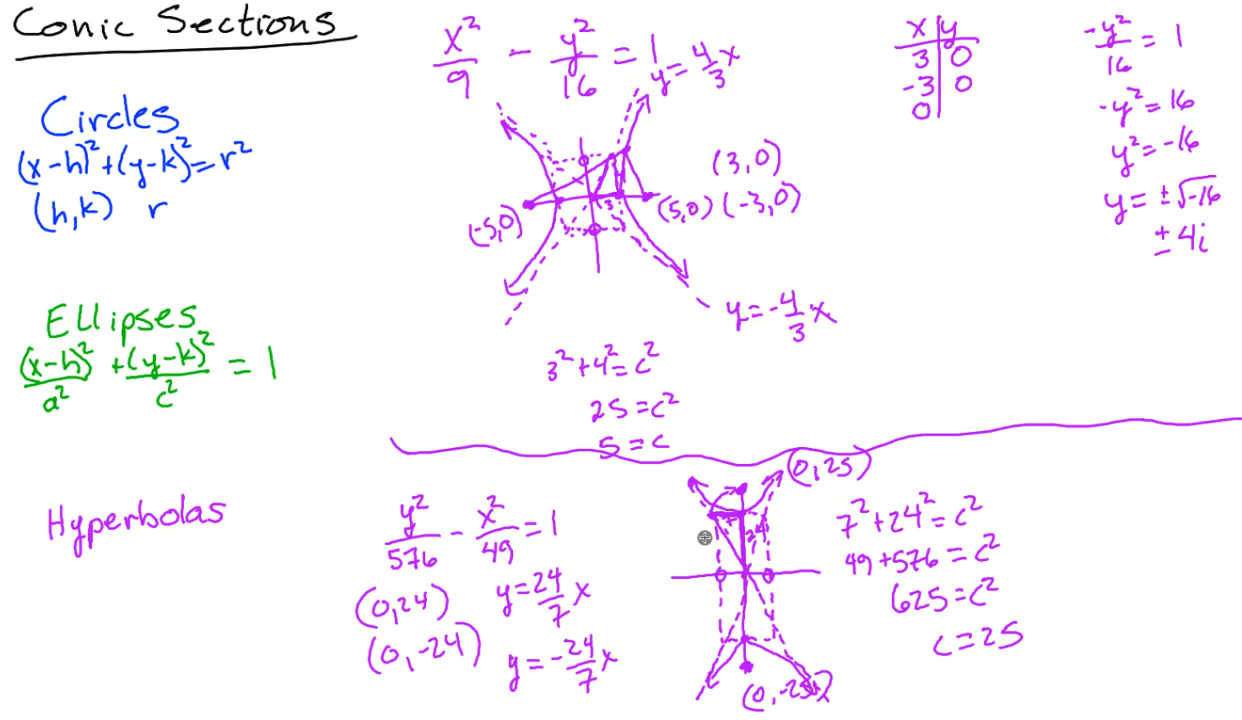 Conic Sections
Circles
(x-h)²+(y-k)²=r²
(h,k) r
Ellipses
(x-h)²/a² + (y-k)²/c² = 1
Hyperbolas
x²/9 - y²/16 = 1
y=4/3x
(3,0)
(-5,0)
3
(5,0) (-3,0)
y=-4/3x
3²+4²=c²
25=c²
5=c
x y
3 0
-3 0
0
-y²/16 = 1
-y²=16
y²=-16
y=±√-16
±4i
y²/576 - x²/49 = 1
(0,24) y=24/7x
(0,-24) y=-24/7x
(0,25)
7
24
(0,-25)
7²+24²=c²
49+576=c²
625=c²
c=25